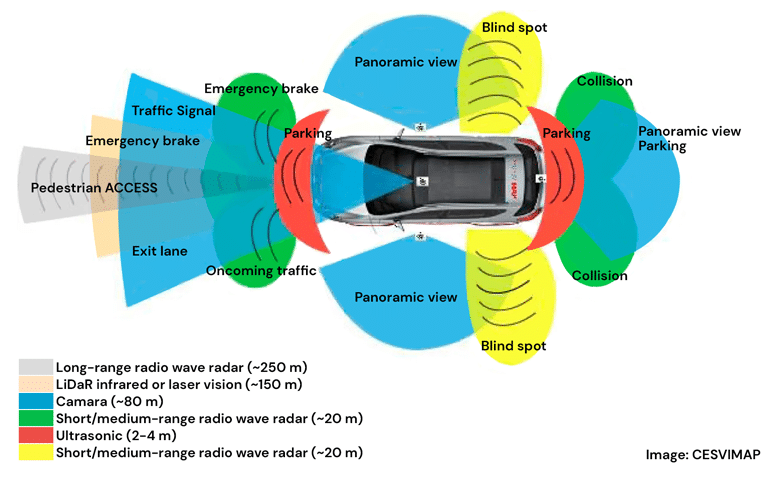 Blind spot
Panoramic view
Emergency brake
Collision
Traffic Signal
Parking
Parking
Panoramic view
Parking
Emergency brake
Pedestrian ACCESS
Exit lane
Oncoming traffic
Collision
Panoramic view
Blind spot
Long-range radio wave radar (~250 m)
LiDaR infrared or laser vision (~150 m)
Camara (~80 m)
Short/medium-range radio wave radar (~20 m)
Ultrasonic (2-4 m)
Short/medium-range radio wave radar (~20 m)
Image: CESVIMAP